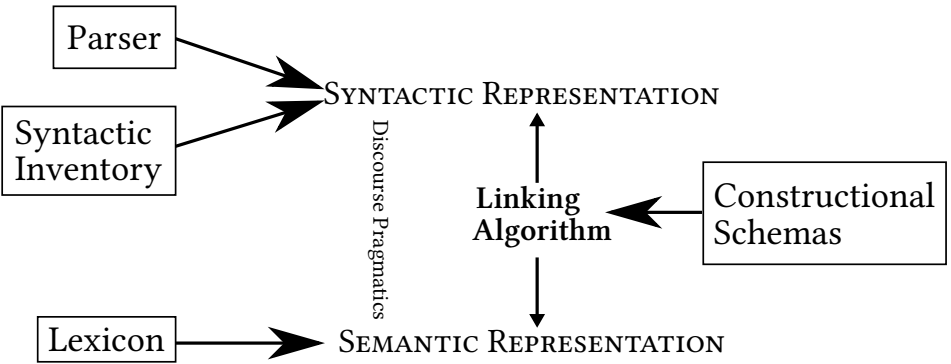 Parser
Syntactic Representation
Syntactic
Inventory
Discourse Pragmatics
Linking
Algorithm
Constructional
Schemas
Lexicon
Semantic Representation